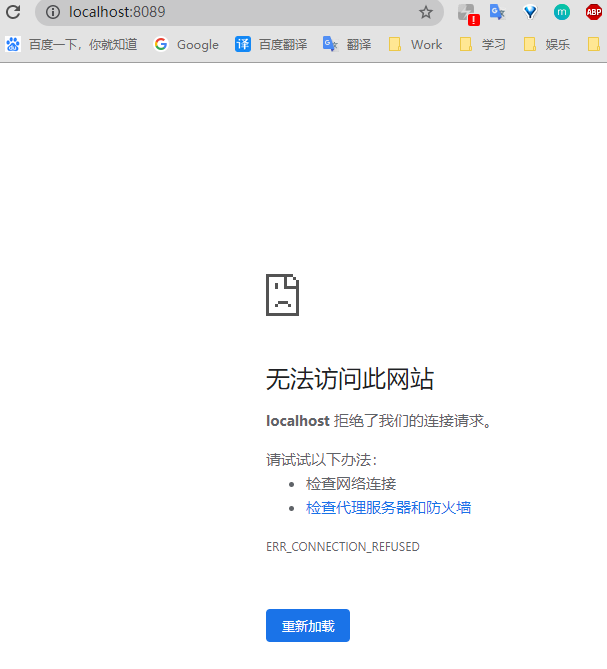 localhost:8089
百度一下，你就知道 Google 译 百度翻译 翻译 Work 学习 娱乐
m ABP
无法访问此网站
localhost 拒绝了我们的连接请求。
请试试以下办法：
检查网络连接
检查代理服务器和防火墙
ERR_CONNECTION_REFUSED
重新加载